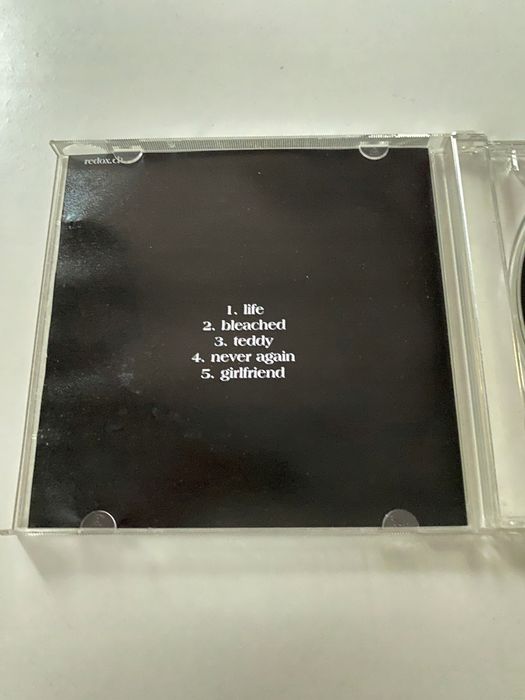 1. life
2. bleached
3. teddy
4. never again
5. girlfriend